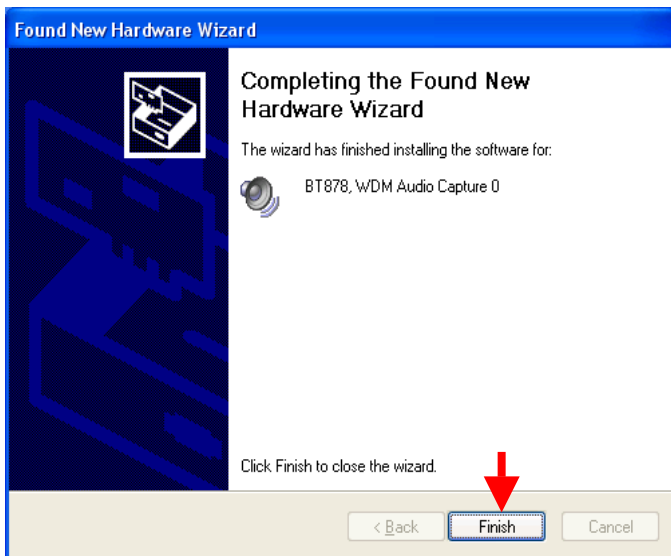 Found New Hardware Wizard
Completing the Found New
Hardware Wizard
The wizard has finished installing the software for:
BT878, WDM Audio Capture 0
Click Finish to close the wizard.
< Back
Finish
Cancel